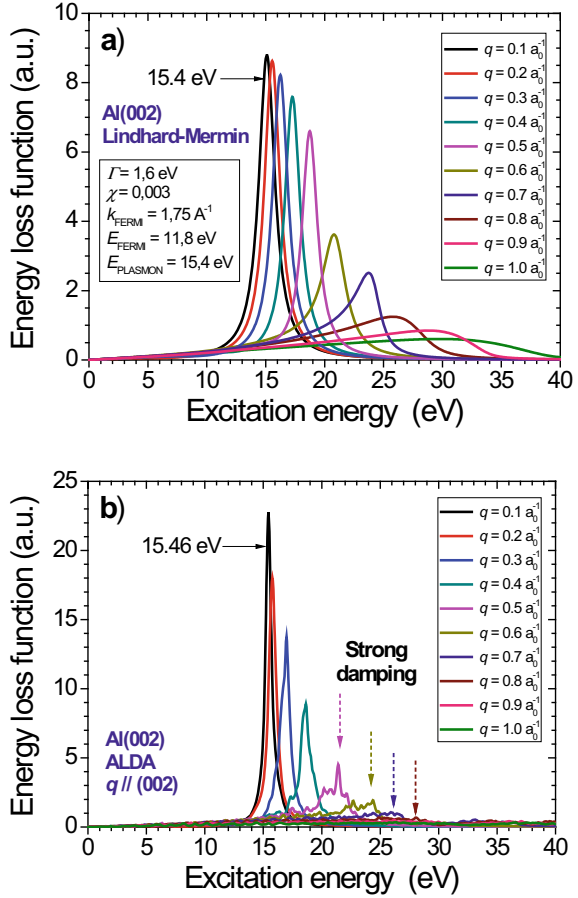 a)
15.4 eV
Al(002)
Lindhard-Mermin
Γ = 1,6 eV
χ = 0,003
k_FERMI = 1,75 A⁻¹
E_FERMI = 11,8 eV
E_PLASMON = 15,4 eV
q = 0.1 a₀⁻¹
q = 0.2 a₀⁻¹
q = 0.3 a₀⁻¹
q = 0.4 a₀⁻¹
q = 0.5 a₀⁻¹
q = 0.6 a₀⁻¹
q = 0.7 a₀⁻¹
q = 0.8 a₀⁻¹
q = 0.9 a₀⁻¹
q = 1.0 a₀⁻¹
Energy loss function (a.u.)
10
8
6
4
2
0
0 5 10 15 20 25 30 35 40
Excitation energy (eV)
b)
15.46 eV
Strong
damping
Al(002)
ALDA
q // (002)
q = 0.1 a₀⁻¹
q = 0.2 a₀⁻¹
q = 0.3 a₀⁻¹
q = 0.4 a₀⁻¹
q = 0.5 a₀⁻¹
q = 0.6 a₀⁻¹
q = 0.7 a₀⁻¹
q = 0.8 a₀⁻¹
q = 0.9 a₀⁻¹
q = 1.0 a₀⁻¹
Energy loss function (a.u.)
25
20
15
10
5
0
0 5 10 15 20 25 30 35 40
Excitation energy (eV)